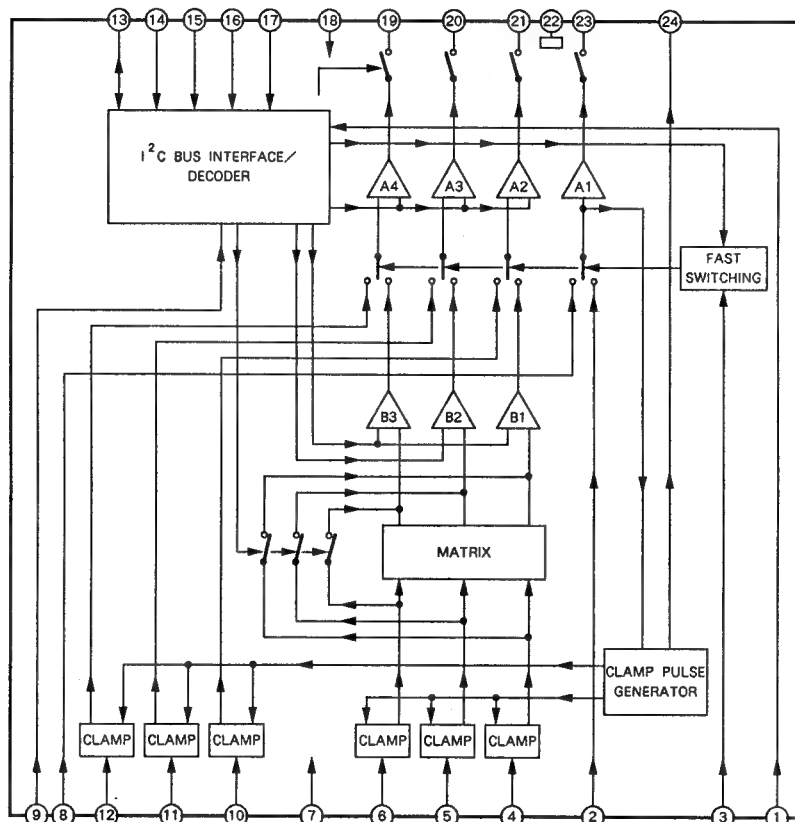 13 14 15 16 17 18 19 20 21 22 23 24
I²C BUS INTERFACE/
DECODER
A4 A3 A2 A1
FAST
SWITCHING
B3 B2 B1
MATRIX
CLAMP PULSE
GENERATOR
CLAMP CLAMP CLAMP CLAMP CLAMP CLAMP
9 8 12 11 10 7 6 5 4 2 3 1